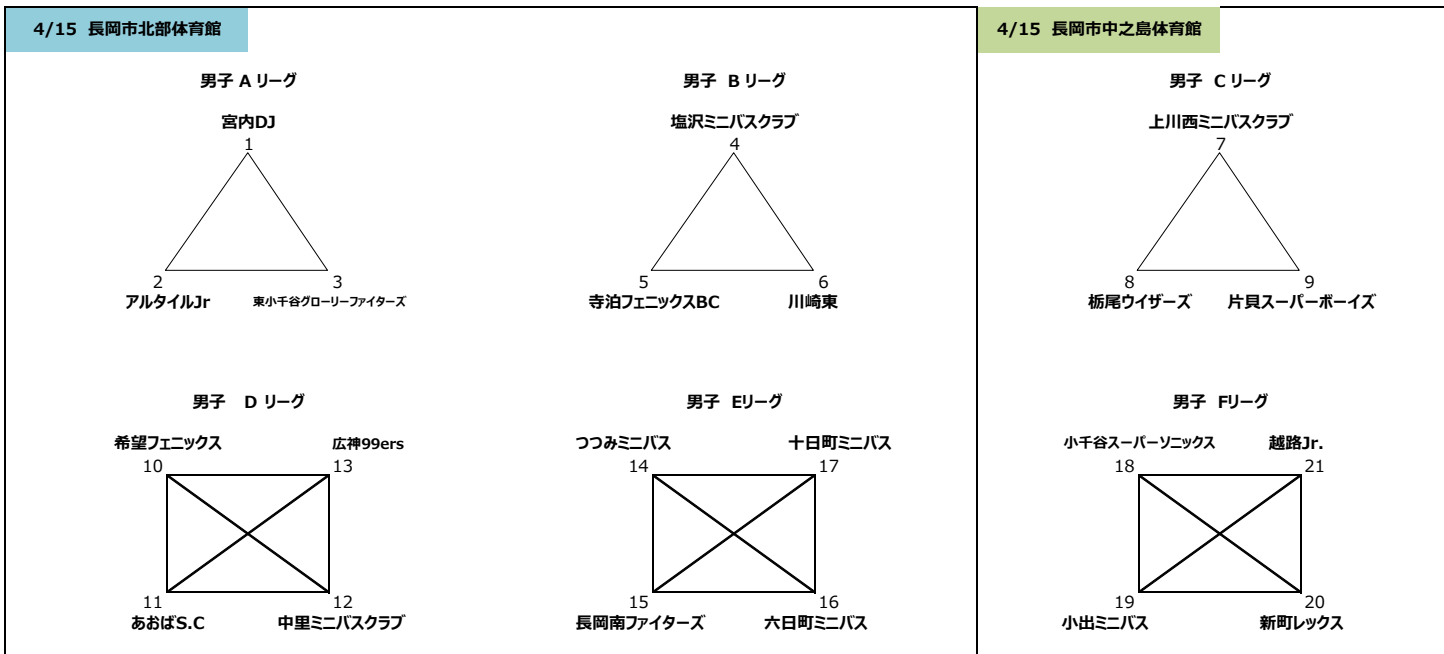 4/15 長岡市北部体育館
4/15 長岡市中之島体育館
男子 A リーグ
宮内DJ
1
2
3
アルタイルJr
東小千谷グローリーファイターズ
男子 B リーグ
塩沢ミニバスクラブ
4
5
6
寺泊フェニックスBC
川崎東
男子 C リーグ
上川西ミニバスクラブ
7
8
9
栃尾ウイザーズ
片貝スーパーボーイズ
男子 D リーグ
希望フェニックス
広神99ers
10
13
11
12
あおばS.C
中里ミニバスクラブ
男子 Eリーグ
つつみミニバス
十日町ミニバス
14
17
15
16
長岡南ファイターズ
六日町ミニバス
男子 Fリーグ
小千谷スーパーソニックス
越路Jr.
18
21
19
20
小出ミニバス
新町レックス